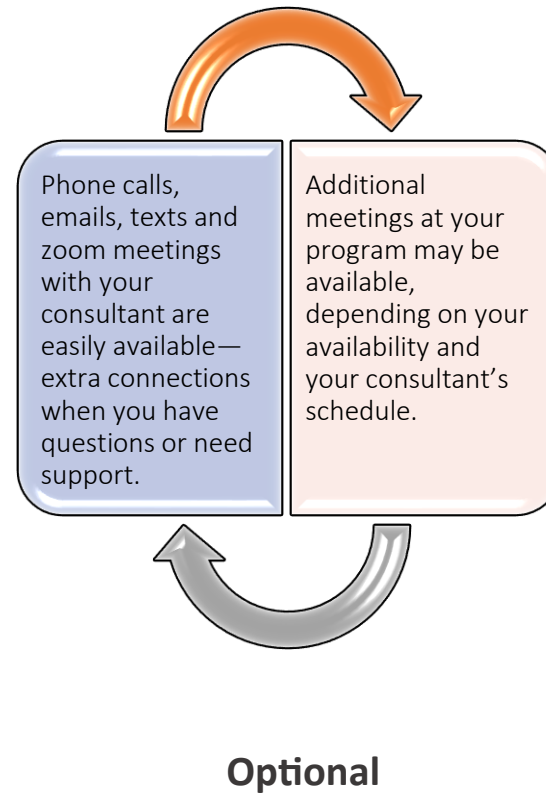 Phone calls,
emails, texts and
zoom meetings
with your
consultant are
easily available—
extra connections
when you have
questions or need
support.
Additional
meetings at your
program may be
available,
depending on your
availability and
your consultant’s
schedule.
Optional